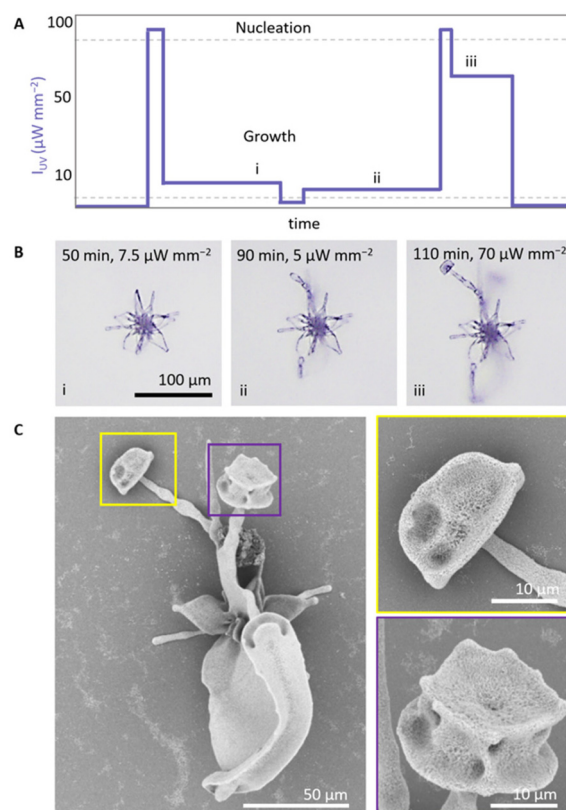 A
100
Nucleation
iii
50
Growth
i
ii
10
I_UV (μW mm⁻²)
time
B
50 min, 7.5 μW mm⁻²
90 min, 5 μW mm⁻²
110 min, 70 μW mm⁻²
100 μm
i
ii
iii
C
10 μm
50 μm
10 μm